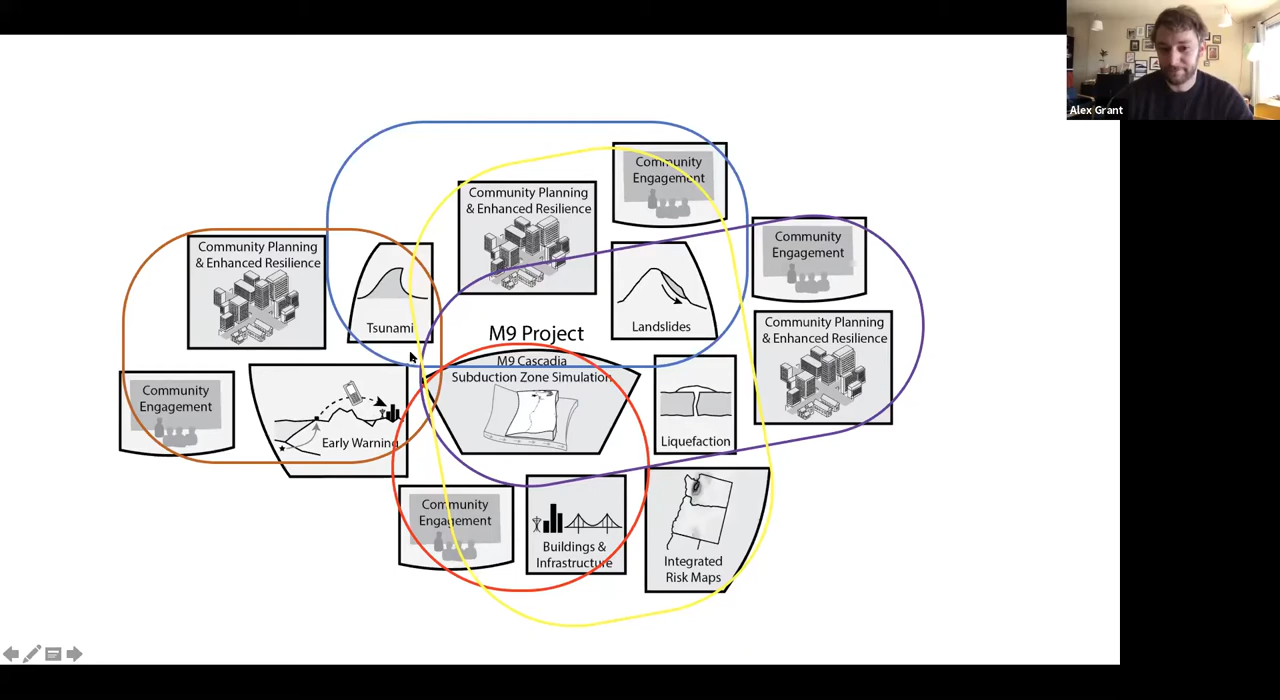 Alex Grant
Community
Engagement
Community Planning
& Enhanced Resilience
Community
Engagement
Community Planning
& Enhanced Resilience
Tsunami
Landslides
M9 Project
Community Planning
& Enhanced Resilience
M9 Cascadia
Subduction Zone Simulation
Community
Engagement
Early Warning
Liquefaction
Community
Engagement
Buildings &
Infrastructure
Integrated
Risk Maps